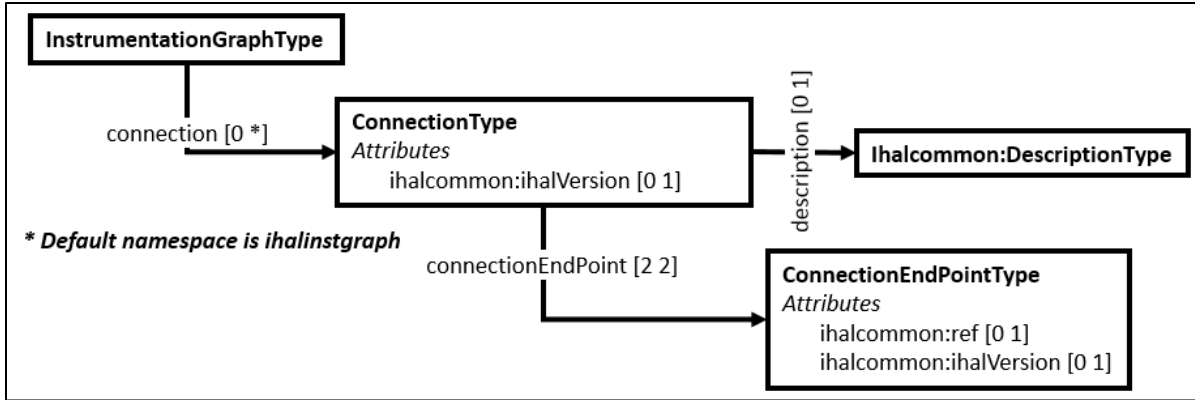 InstrumentationGraphType
connection [0 *]
ConnectionType
Attributes
ihalcommon:ihalVersion [0 1]
description [0 1]
Ihalcommon:DescriptionType
* Default namespace is ihalinstgraph
connectionEndPoint [2 2]
ConnectionEndPointType
Attributes
ihalcommon:ref [0 1]
ihalcommon:ihalVersion [0 1]